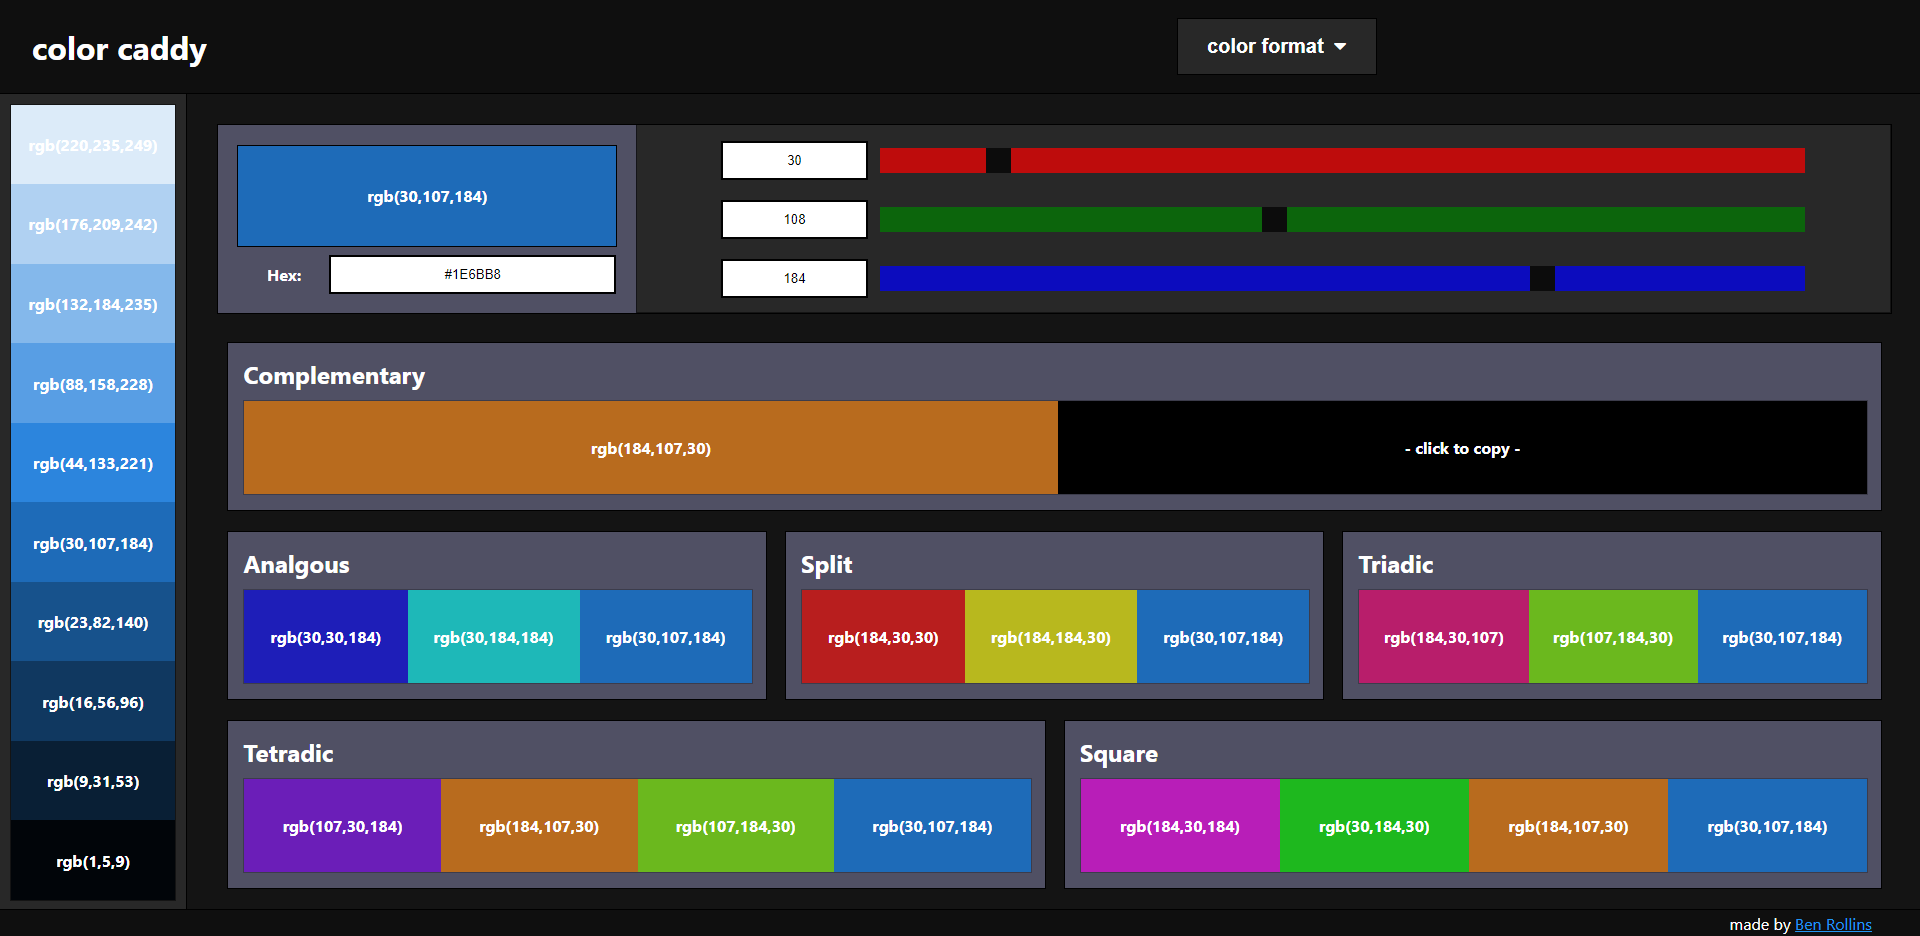 color caddy
color format
rgb(220,235,249)
rgb(176,209,242)
rgb(132,184,235)
rgb(88,158,228)
rgb(44,133,221)
rgb(30,107,184)
rgb(23,82,140)
rgb(16,56,96)
rgb(9,31,53)
rgb(1,5,9)
rgb(30,107,184)
Hex: #1E6BB8
30
108
184
Complementary
rgb(184,107,30) - click to copy -
Analgous
rgb(30,30,184) rgb(30,184,184) rgb(30,107,184)
Split
rgb(184,30,30) rgb(184,184,30) rgb(30,107,184)
Triadic
rgb(184,30,107) rgb(107,184,30) rgb(30,107,184)
Tetradic
rgb(107,30,184) rgb(184,107,30) rgb(107,184,30) rgb(30,107,184)
Square
rgb(184,30,184) rgb(30,184,30) rgb(184,107,30) rgb(30,107,184)
made by Ben Rollins